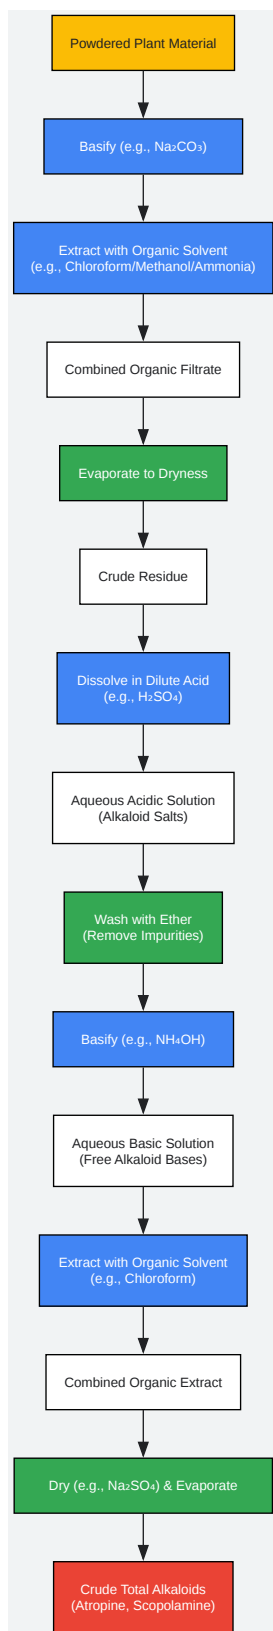 Powdered Plant Material
Basify (e.g., Na₂CO₃)
Extract with Organic Solvent
(e.g., Chloroform/Methanol/Ammonia)
Combined Organic Filtrate
Evaporate to Dryness
Crude Residue
Dissolve in Dilute Acid
(e.g., H₂SO₄)
Aqueous Acidic Solution
(Alkaloid Salts)
Wash with Ether
(Remove Impurities)
Basify (e.g., NH₄OH)
Aqueous Basic Solution
(Free Alkaloid Bases)
Extract with Organic Solvent
(e.g., Chloroform)
Combined Organic Extract
Dry (e.g., Na₂SO₄) & Evaporate
Crude Total Alkaloids
(Atropine, Scopolamine)